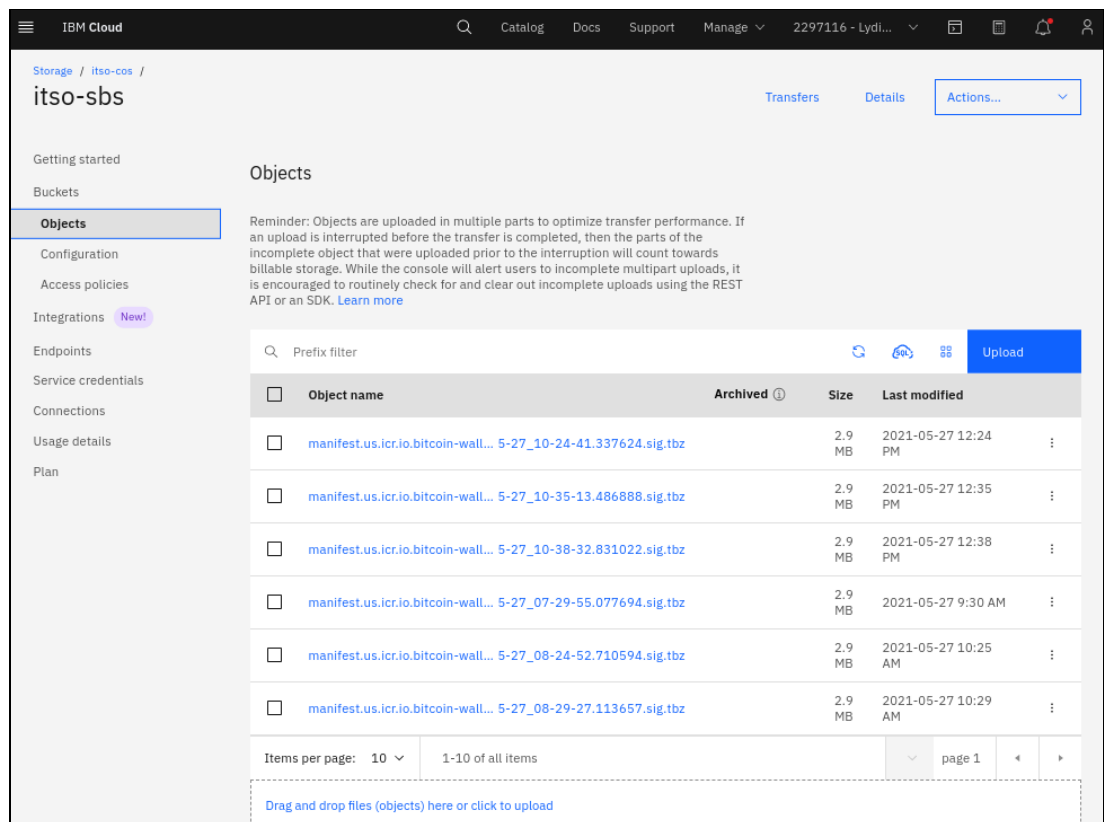 IBM Cloud
Catalog
Docs
Support
Manage
2297116 - Lydi...
Storage / itso-cos /
itso-sbs
Transfers
Details
Actions...
Getting started
Buckets
Objects
Configuration
Access policies
Integrations New!
Endpoints
Service credentials
Connections
Usage details
Plan
Objects
Reminder: Objects are uploaded in multiple parts to optimize transfer performance. If
an upload is interrupted before the transfer is completed, then the parts of the
incomplete object that were uploaded prior to the interruption will count towards
billable storage. While the console will alert users to incomplete multipart uploads, it
is encouraged to routinely check for and clear out incomplete uploads using the REST
API or an SDK. Learn more
Prefix filter
SQL
Upload
Object name
Archived
Size
Last modified
manifest.us.icr.io.bitcoin-wall... 5-27_10-24-41.337624.sig.tbz
2.9
MB
2021-05-27 12:24
PM
manifest.us.icr.io.bitcoin-wall... 5-27_10-35-13.486888.sig.tbz
2.9
MB
2021-05-27 12:35
PM
manifest.us.icr.io.bitcoin-wall... 5-27_10-38-32.831022.sig.tbz
2.9
MB
2021-05-27 12:38
PM
manifest.us.icr.io.bitcoin-wall... 5-27_07-29-55.077694.sig.tbz
2.9
MB
2021-05-27 9:30 AM
manifest.us.icr.io.bitcoin-wall... 5-27_08-24-52.710594.sig.tbz
2.9
MB
2021-05-27 10:25
AM
manifest.us.icr.io.bitcoin-wall... 5-27_08-29-27.113657.sig.tbz
2.9
MB
2021-05-27 10:29
AM
Items per page: 10
1-10 of all items
page 1
Drag and drop files (objects) here or click to upload